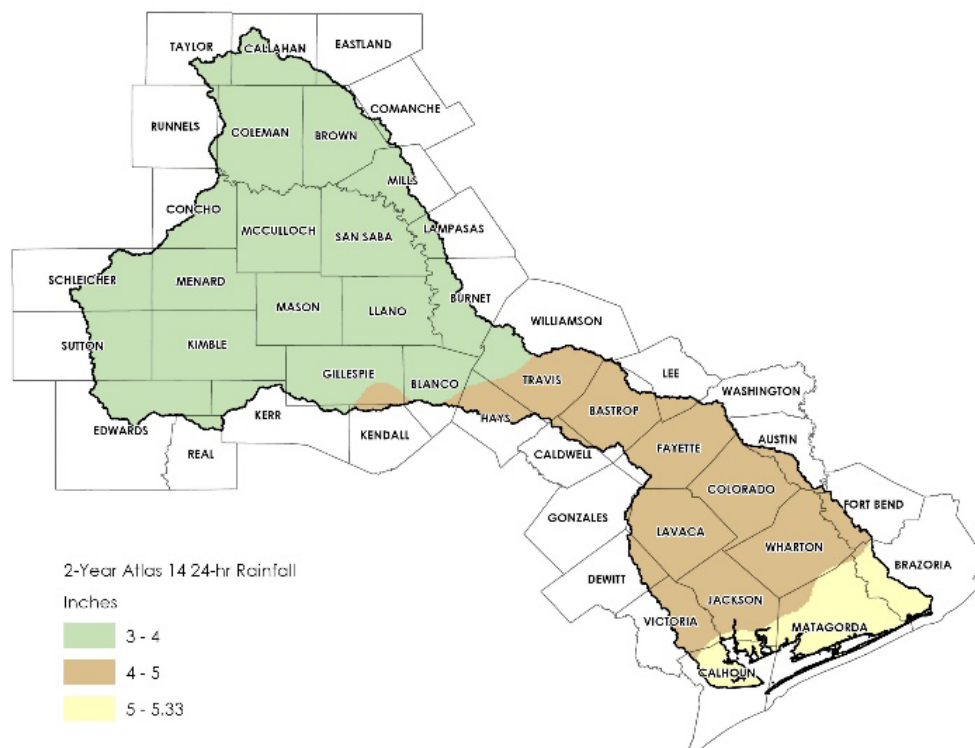 TAYLOR
CALLAHAN
EASTLAND
COMANCHE
RUNNELS
COLEMAN
BROWN
MILLS
CONCHO
MCCULLOCH
SAN SABA
LAMPASAS
SCHLEICHER
MENARD
MASON
LLANO
BURNET
WILLIAMSON
SUTTON
KIMBLE
GILLESPIE
BLANCO
TRAVIS
LEE
WASHINGTON
EDWARDS
REAL
KERR
KENDALL
HAYS
BASTROP
CALDWELL
FAYETTE
AUSTIN
GONZALES
COLORADO
FORT BEND
LAVACA
WHARTON
BRAZORIA
DEWITT
JACKSON
VICTORIA
MATAGORDA
CALHOUN
2-Year Atlas 14 24-hr Rainfall
Inches
3 - 4
4 - 5
5 - 5.33